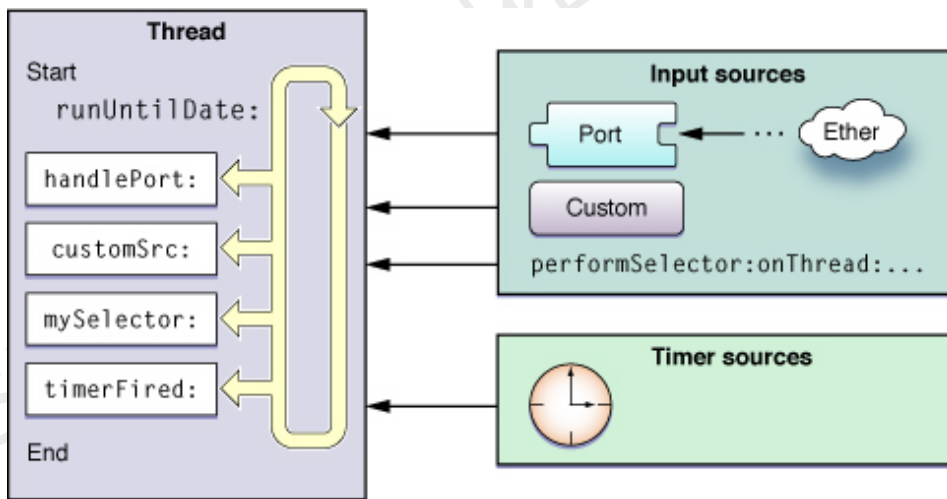 Thread
Start
runUntilDate:
handlePort:
customSrc:
mySelector:
timerFired:
End
Input sources
Port
...
Ether
Custom
performSelector:onThread:...
Timer sources